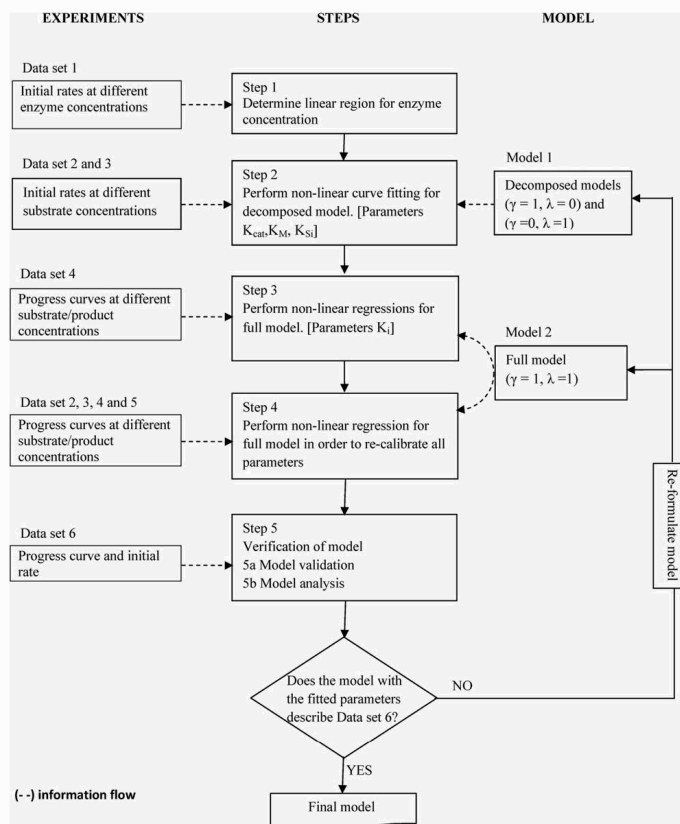 EXPERIMENTS
STEPS
MODEL
Data set 1
Initial rates at different
enzyme concentrations
Step 1
Determine linear region for enzyme
concentration
Data set 2 and 3
Initial rates at different
substrate concentrations
Step 2
Perform non-linear curve fitting for
decomposed model. [Parameters
Kcat,KM, KSi]
Model 1
Decomposed models
(γ = 1, λ = 0) and
(γ=0, λ=1)
Data set 4
Progress curves at different
substrate/product
concentrations
Step 3
Perform non-linear regressions for
full model. [Parameters Ki]
Model 2
Full model
(γ = 1, λ=1)
Data set 2, 3, 4 and 5
Progress curves at different
substrate/product
concentrations
Step 4
Perform non-linear regression for
full model in order to re-calibrate all
parameters
Re-formulate model
Data set 6
Progress curve and initial
rate
Step 5
Verification of model
5a Model validation
5b Model analysis
Does the model with
the fitted parameters
describe Data set 6?
NO
YES
(- -) information flow
Final model